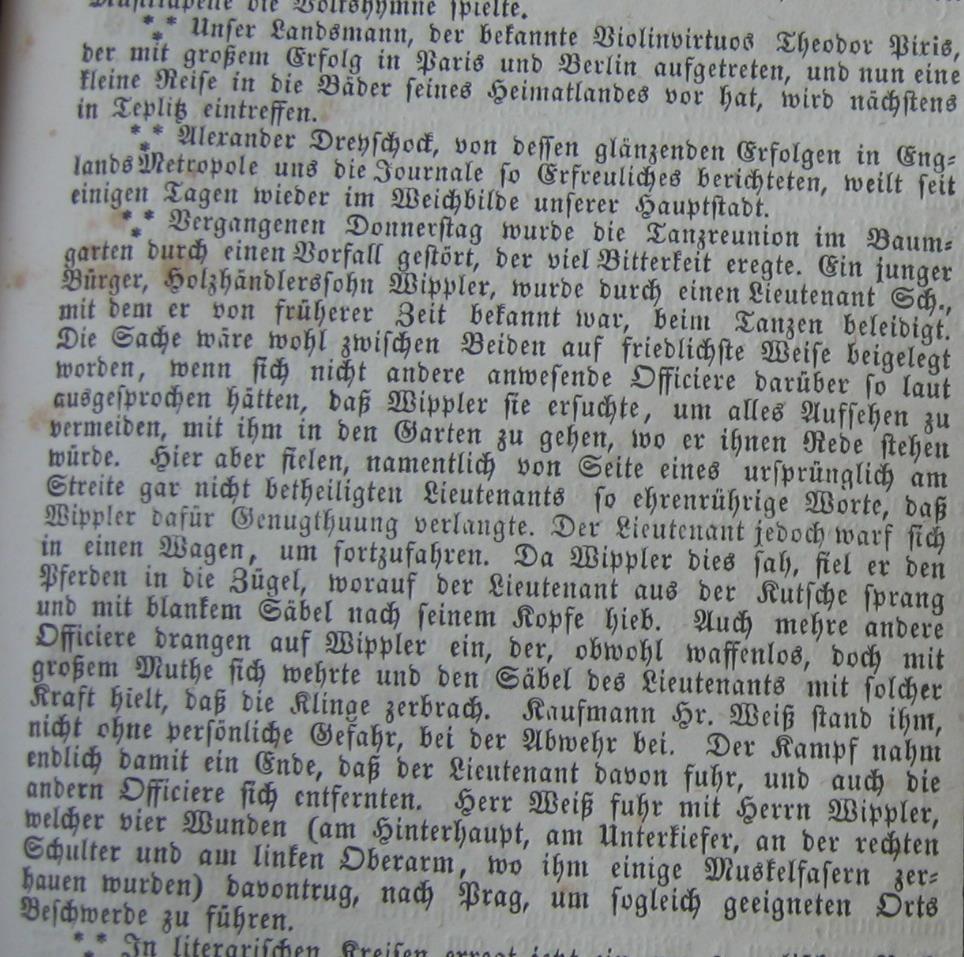 die Volkshymne spielte.
*** Unser Landsmann, der bekannte Violinvirtuos Theodor Pixis,
der mit großem Erfolg in Paris und Berlin aufgetreten, und nun eine
kleine Reise in die Bäder seines Heimatlandes vor hat, wird nächstens
in Teplitz eintreffen.
*** Alexander Dreyschock, von dessen glänzenden Erfolgen in Eng-
lands Metropole uns die Journale so Erfreuliches berichteten, weilt seit
einigen Tagen wieder im Weichbilde unserer Hauptstadt.
*** Vergangenen Donnerstag wurde die Tanzreunion im Baum-
garten durch einen Vorfall gestört, der viel Bitterkeit eregte. Ein junger
Bürger, Holzhändlerssohn Wippler, wurde durch einen Lieutenant Sch.,
mit dem er von früherer Zeit bekannt war, beim Tanzen beleidigt.
Die Sache wäre wohl zwischen Beiden auf friedlichste Weise beigelegt
worden, wenn sich nicht andere anwesende Officiere darüber so laut
ausgesprochen hätten, daß Wippler sie ersuchte, um alles Aufsehen zu
vermeiden, mit ihm in den Garten zu gehen, wo er ihnen Rede stehen
würde. Hier aber fielen, namentlich von Seite eines ursprünglich am
Streite gar nicht betheiligten Lieutenants so ehrenrührige Worte, daß
Wippler dafür Genugthuung verlangte. Der Lieutenant jedoch warf sich
in einen Wagen, um fortzufahren. Da Wippler dies sah, fiel er den
Pferden in die Zügel, worauf der Lieutenant aus der Kutsche sprang
und mit blankem Säbel nach seinem Kopfe hieb. Auch mehre andere
Officiere drangen auf Wippler ein, der, obwohl waffenlos, doch mit
großem Muthe sich wehrte und den Säbel des Lieutenants mit solcher
Kraft hielt, daß die Klinge zerbrach. Kaufmann Hr. Weiß stand ihm,
nicht ohne persönliche Gefahr, bei der Abwehr bei. Der Kampf nahm
endlich damit ein Ende, daß der Lieutenant davon fuhr, und auch die
andern Officiere sich entfernten. Herr Weiß fuhr mit Herrn Wippler,
welcher vier Wunden (am Hinterhaupt, am Unterkiefer, an der rechten
Schulter und am linken Oberarm, wo ihm einige Muskelfasern zer-
hauen wurden) davontrug, nach Prag, um sogleich geeigneten Orts
Beschwerde zu führen.
** In literarischen Kreisen erregt jetzt ein